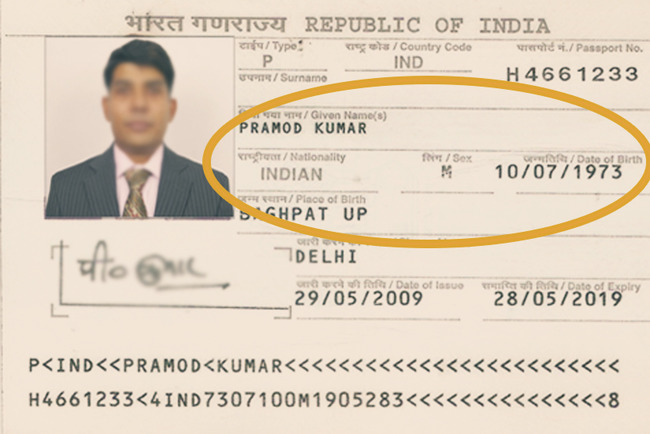 भारत गणराज्य REPUBLIC OF INDIA
टाईप / Type राष्ट्र कोड / Country Code पासपोर्ट नं. / Passport No.
P IND H4661233
उपनाम / Surname
दिया गया नाम / Given Name(s)
PRAMOD KUMAR
राष्ट्रीयता / Nationality लिंग / Sex जन्मतिथि / Date of Birth
INDIAN M 10/07/1973
जन्म स्थान / Place of Birth
BAGHPAT UP
जारी करने
DELHI
पी०
जारी करने की तिथि / Date of Issue समाप्ति की तिथि / Date of Expiry
29/05/2009 28/05/2019
P<IND<<PRAMOD<KUMAR<<<<<<<<<<<<<<<<<<<<<<<<<
H4661233<4IND7307100M1905283<<<<<<<<<<<<<<<8